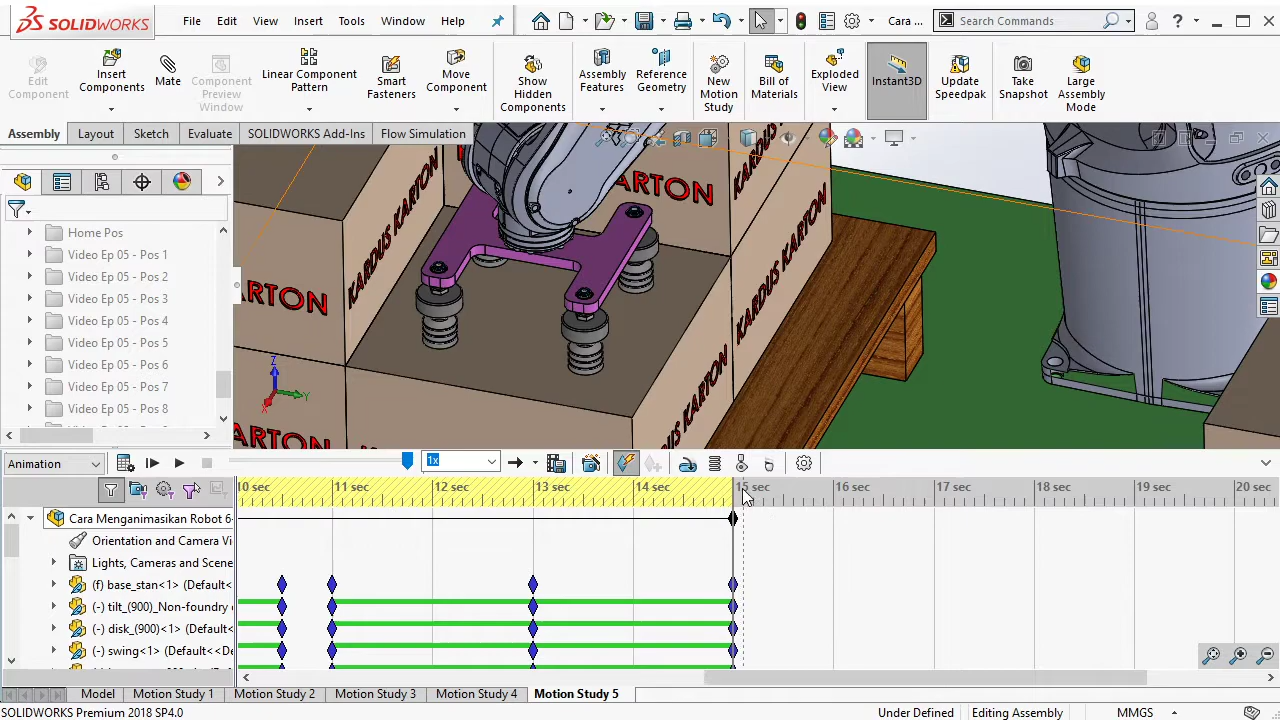 SOLIDWORKS
File Edit View Insert Tools Window Help
Cara ...
Search Commands
?
Edit Component
Insert Components
Mate
Component Preview Window
Linear Component Pattern
Smart Fasteners
Move Component
Show Hidden Components
Assembly Features
Reference Geometry
New Motion Study
Bill of Materials
Exploded View
Instant3D
Update Speedpak
Take Snapshot
Large Assembly Mode
Assembly Layout Sketch Evaluate SOLIDWORKS Add-Ins Flow Simulation
Home Pos
Video Ep 05 - Pos 1
Video Ep 05 - Pos 2
Video Ep 05 - Pos 3
Video Ep 05 - Pos 4
Video Ep 05 - Pos 5
Video Ep 05 - Pos 6
Video Ep 05 - Pos 7
Video Ep 05 - Pos 8
KARDUS KARTON
ARTON
KARTON
KARDUS KARTON
KARDUS KARTON
ARTON
Z
Y
X
Animation
1x
10 sec 11 sec 12 sec 13 sec 14 sec 15 sec 16 sec 17 sec 18 sec 19 sec 20 sec
Cara Menganimasikan Robot 6-
Orientation and Camera Vi
Lights, Cameras and Scene
(f) base_stan<1> (Default<
(-) tilt_(900)_Non-foundry
(-) disk_(900)<1> (Default<
(-) swing<1> (Default<<De
Model Motion Study 1 Motion Study 2 Motion Study 3 Motion Study 4 Motion Study 5
SOLIDWORKS Premium 2018 SP4.0
Under Defined Editing Assembly MMGS